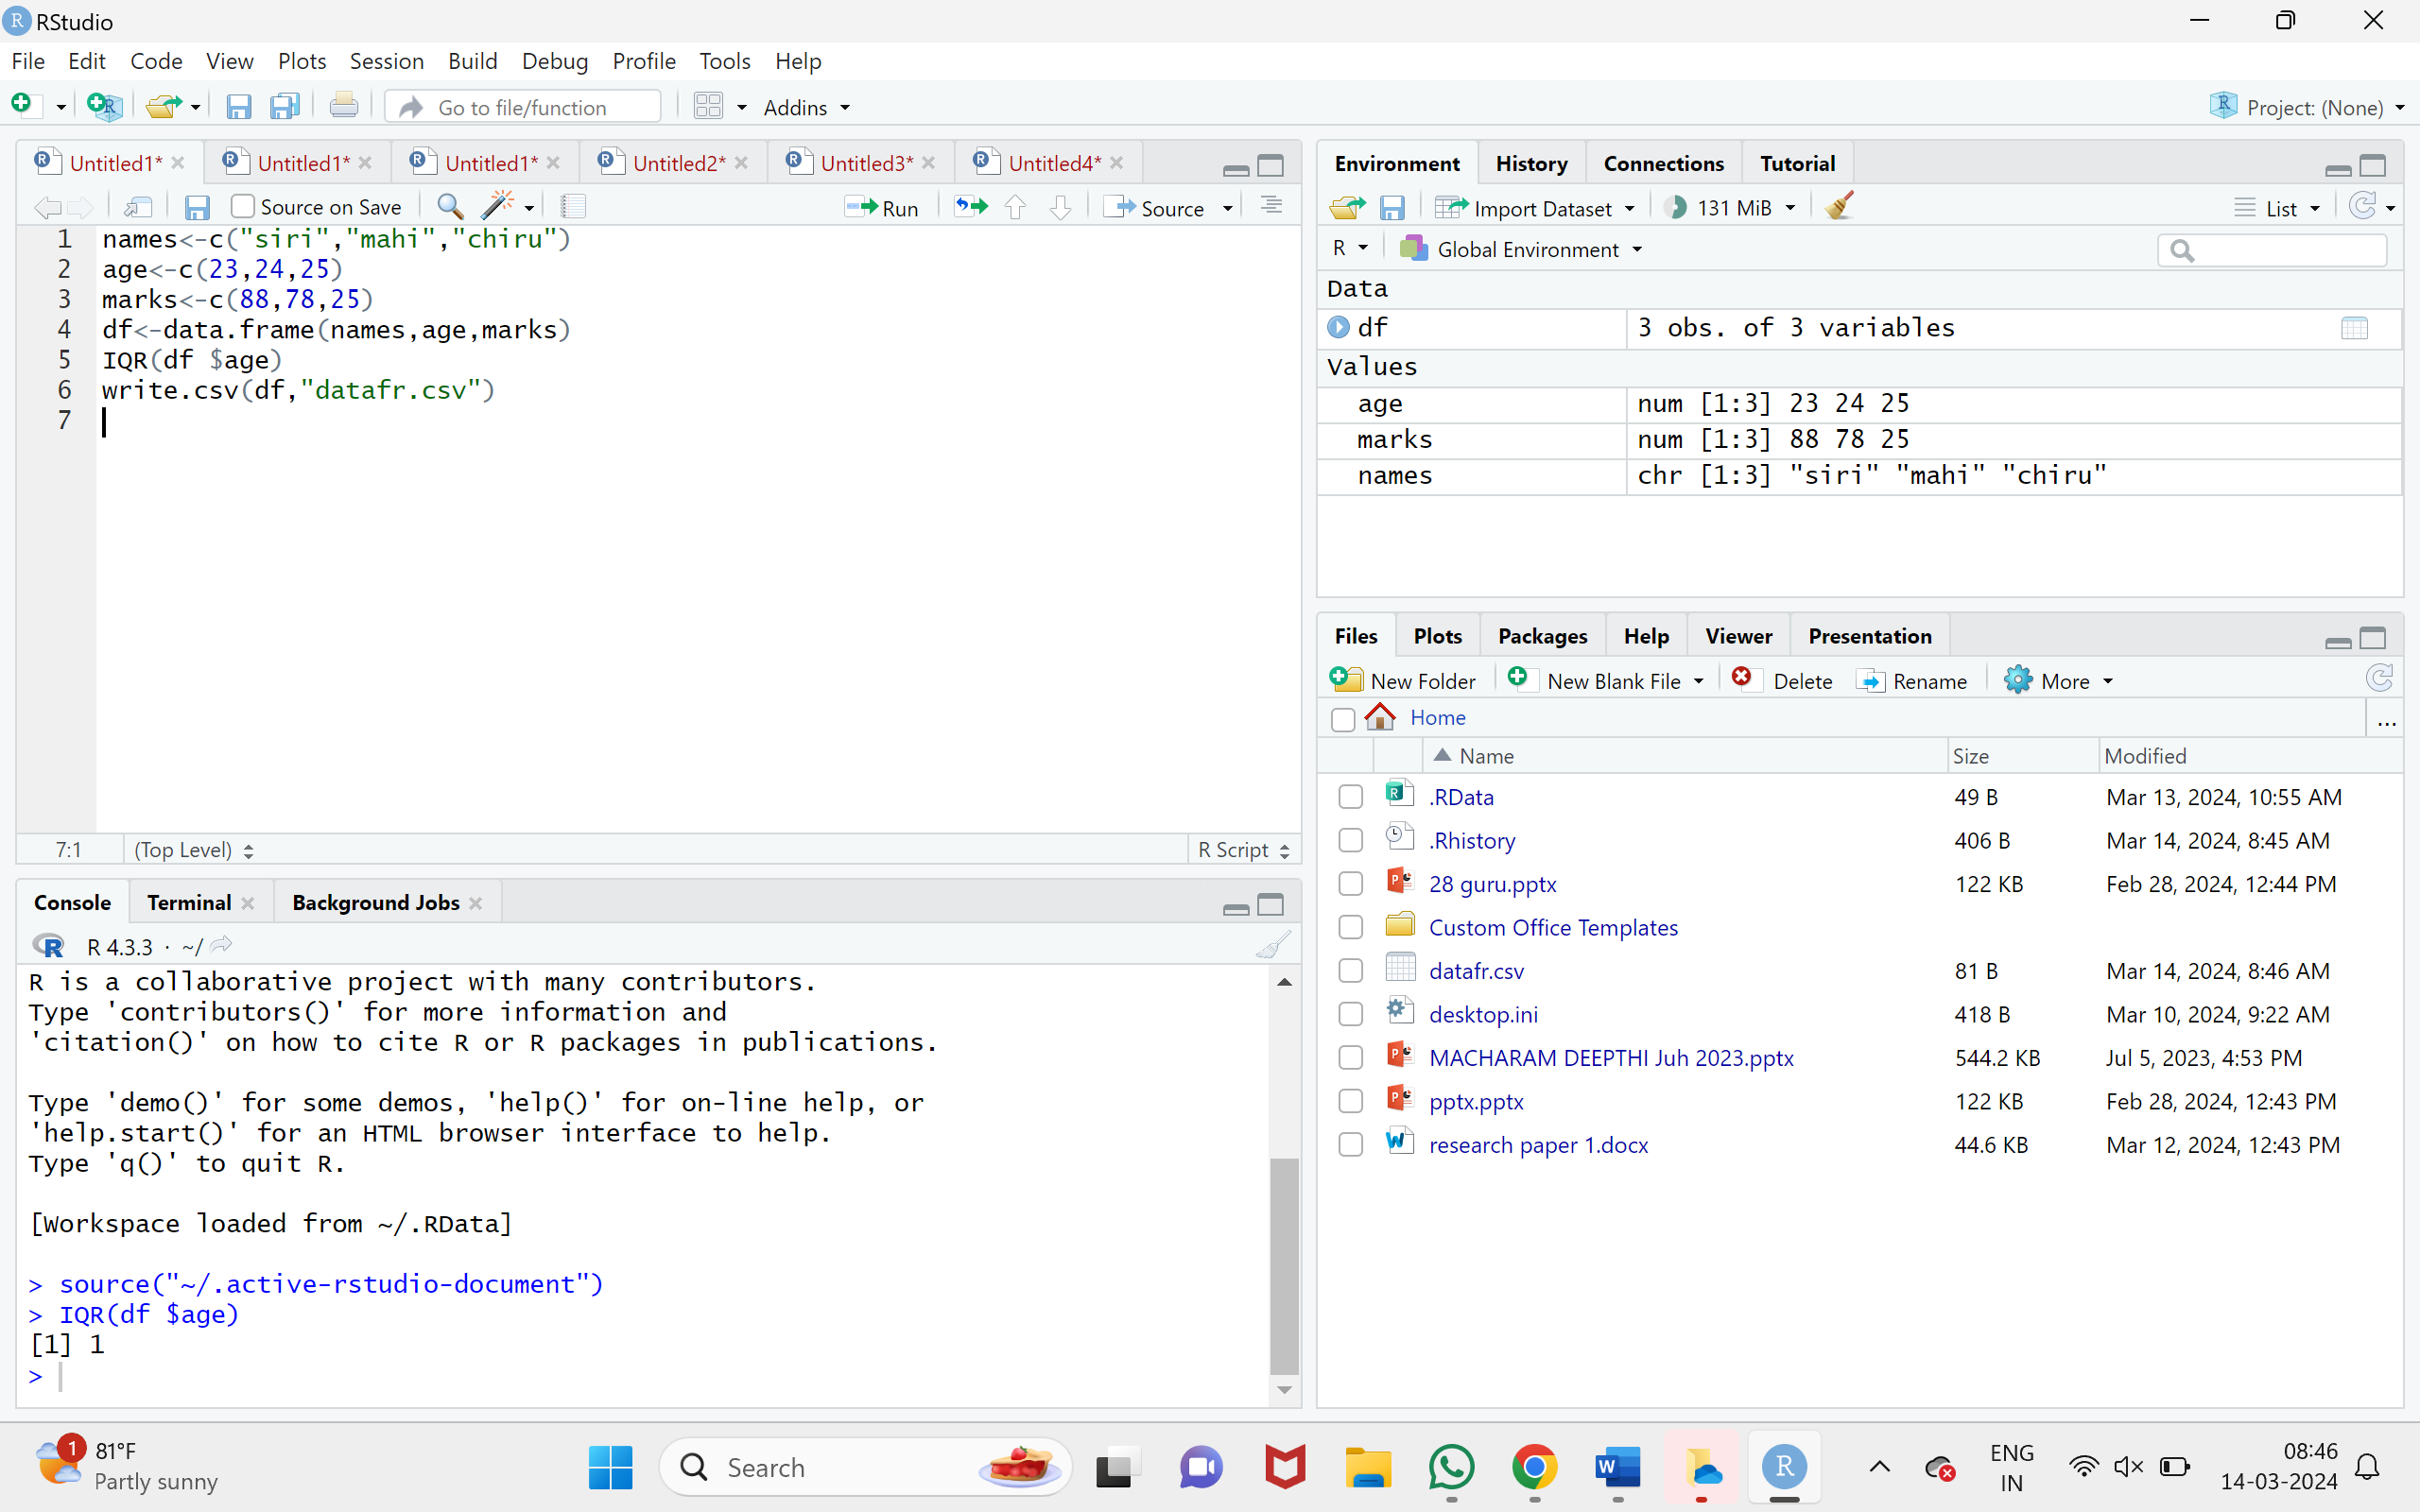 RStudio
File Edit Code View Plots Session Build Debug Profile Tools Help
Go to file/function Addins Project: (None)
Untitled1* Untitled1* Untitled1* Untitled2* Untitled3* Untitled4*
Source on Save Run Source
1 names<-c("siri","mahi","chiru")
2 age<-c(23,24,25)
3 marks<-c(88,78,25)
4 df<-data.frame(names,age,marks)
5 IQR(df $age)
6 write.csv(df,"datafr.csv")
7
7:1 (Top Level) R Script
Console Terminal Background Jobs
R 4.3.3 · ~/
R is a collaborative project with many contributors.
Type 'contributors()' for more information and
'citation()' on how to cite R or R packages in publications.
Type 'demo()' for some demos, 'help()' for on-line help, or
'help.start()' for an HTML browser interface to help.
Type 'q()' to quit R.
[Workspace loaded from ~/.RData]
> source("~/.active-rstudio-document")
> IQR(df $age)
[1] 1
>
Environment History Connections Tutorial
Import Dataset 131 MiB List
R Global Environment
Data
df 3 obs. of 3 variables
Values
age num [1:3] 23 24 25
marks num [1:3] 88 78 25
names chr [1:3] "siri" "mahi" "chiru"
Files Plots Packages Help Viewer Presentation
New Folder New Blank File Delete Rename More
Home ...
Name Size Modified
.RData 49 B Mar 13, 2024, 10:55 AM
.Rhistory 406 B Mar 14, 2024, 8:45 AM
28 guru.pptx 122 KB Feb 28, 2024, 12:44 PM
Custom Office Templates
datafr.csv 81 B Mar 14, 2024, 8:46 AM
desktop.ini 418 B Mar 10, 2024, 9:22 AM
MACHARAM DEEPTHI Juh 2023.pptx 544.2 KB Jul 5, 2023, 4:53 PM
pptx.pptx 122 KB Feb 28, 2024, 12:43 PM
research paper 1.docx 44.6 KB Mar 12, 2024, 12:43 PM
1 81°F
Partly sunny
Search
ENG
IN
08:46
14-03-2024